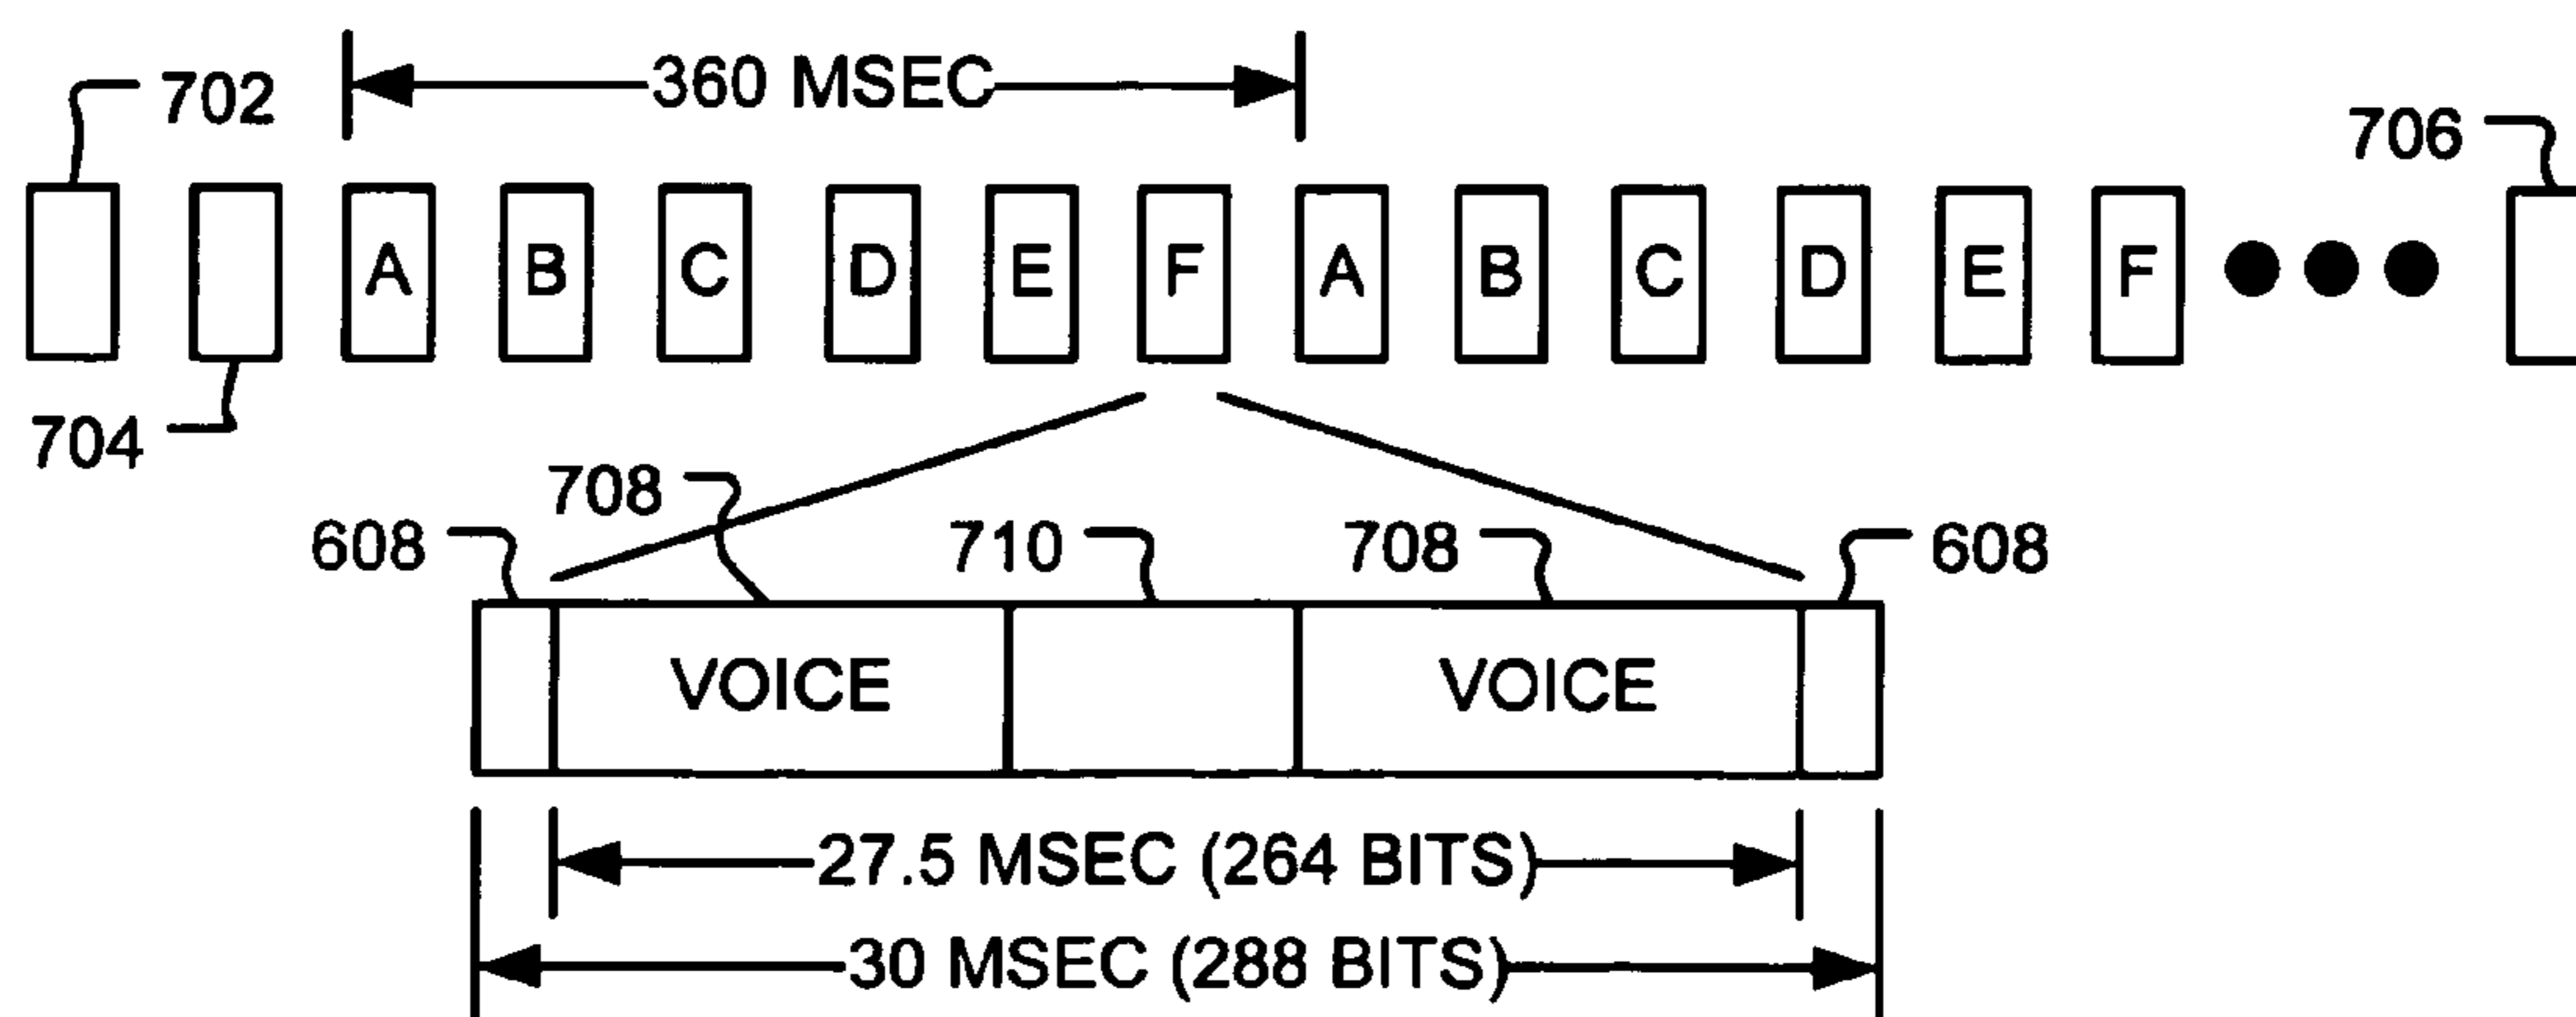 360 MSEC
702
706
A B C D E F A B C D E F
704
708
608 710 708 608
VOICE VOICE
27.5 MSEC (264 BITS)
30 MSEC (288 BITS)